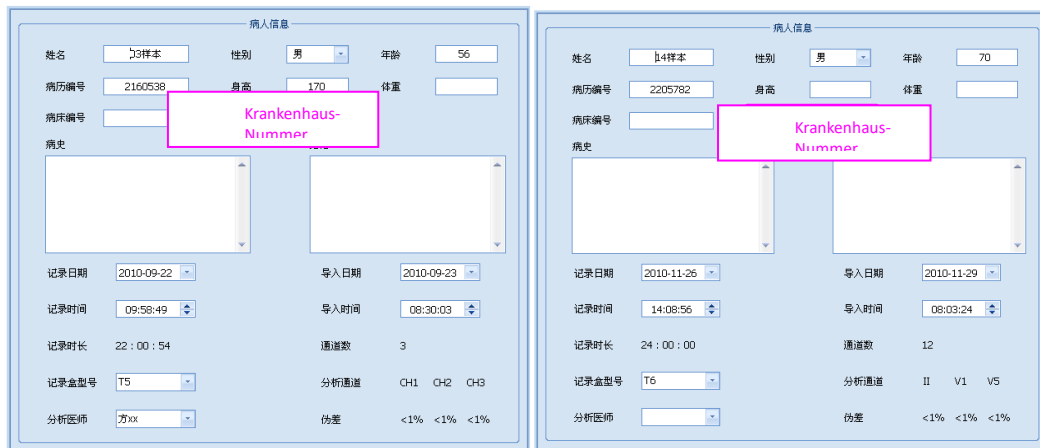 病人信息
姓名 03样本 性别 男 年龄 56
病历编号 2160538 身高 170 体重
病床编号
Krankenhaus-
Nummer
病史
记录日期 2010-09-22 导入日期 2010-09-23
记录时间 09:58:49 导入时间 08:30:03
记录时长 22:00:54 通道数 3
记录盒型号 T5 分析通道 CH1 CH2 CH3
分析医师 方xx 伪差 <1% <1% <1%
病人信息
姓名 14样本 性别 男 年龄 70
病历编号 2205782 身高 体重
病床编号
Krankenhaus-
Nummer
病史
记录日期 2010-11-26 导入日期 2010-11-29
记录时间 14:08:56 导入时间 08:03:24
记录时长 24:00:00 通道数 12
记录盒型号 T6 分析通道 II V1 V5
分析医师 伪差 <1% <1% <1%